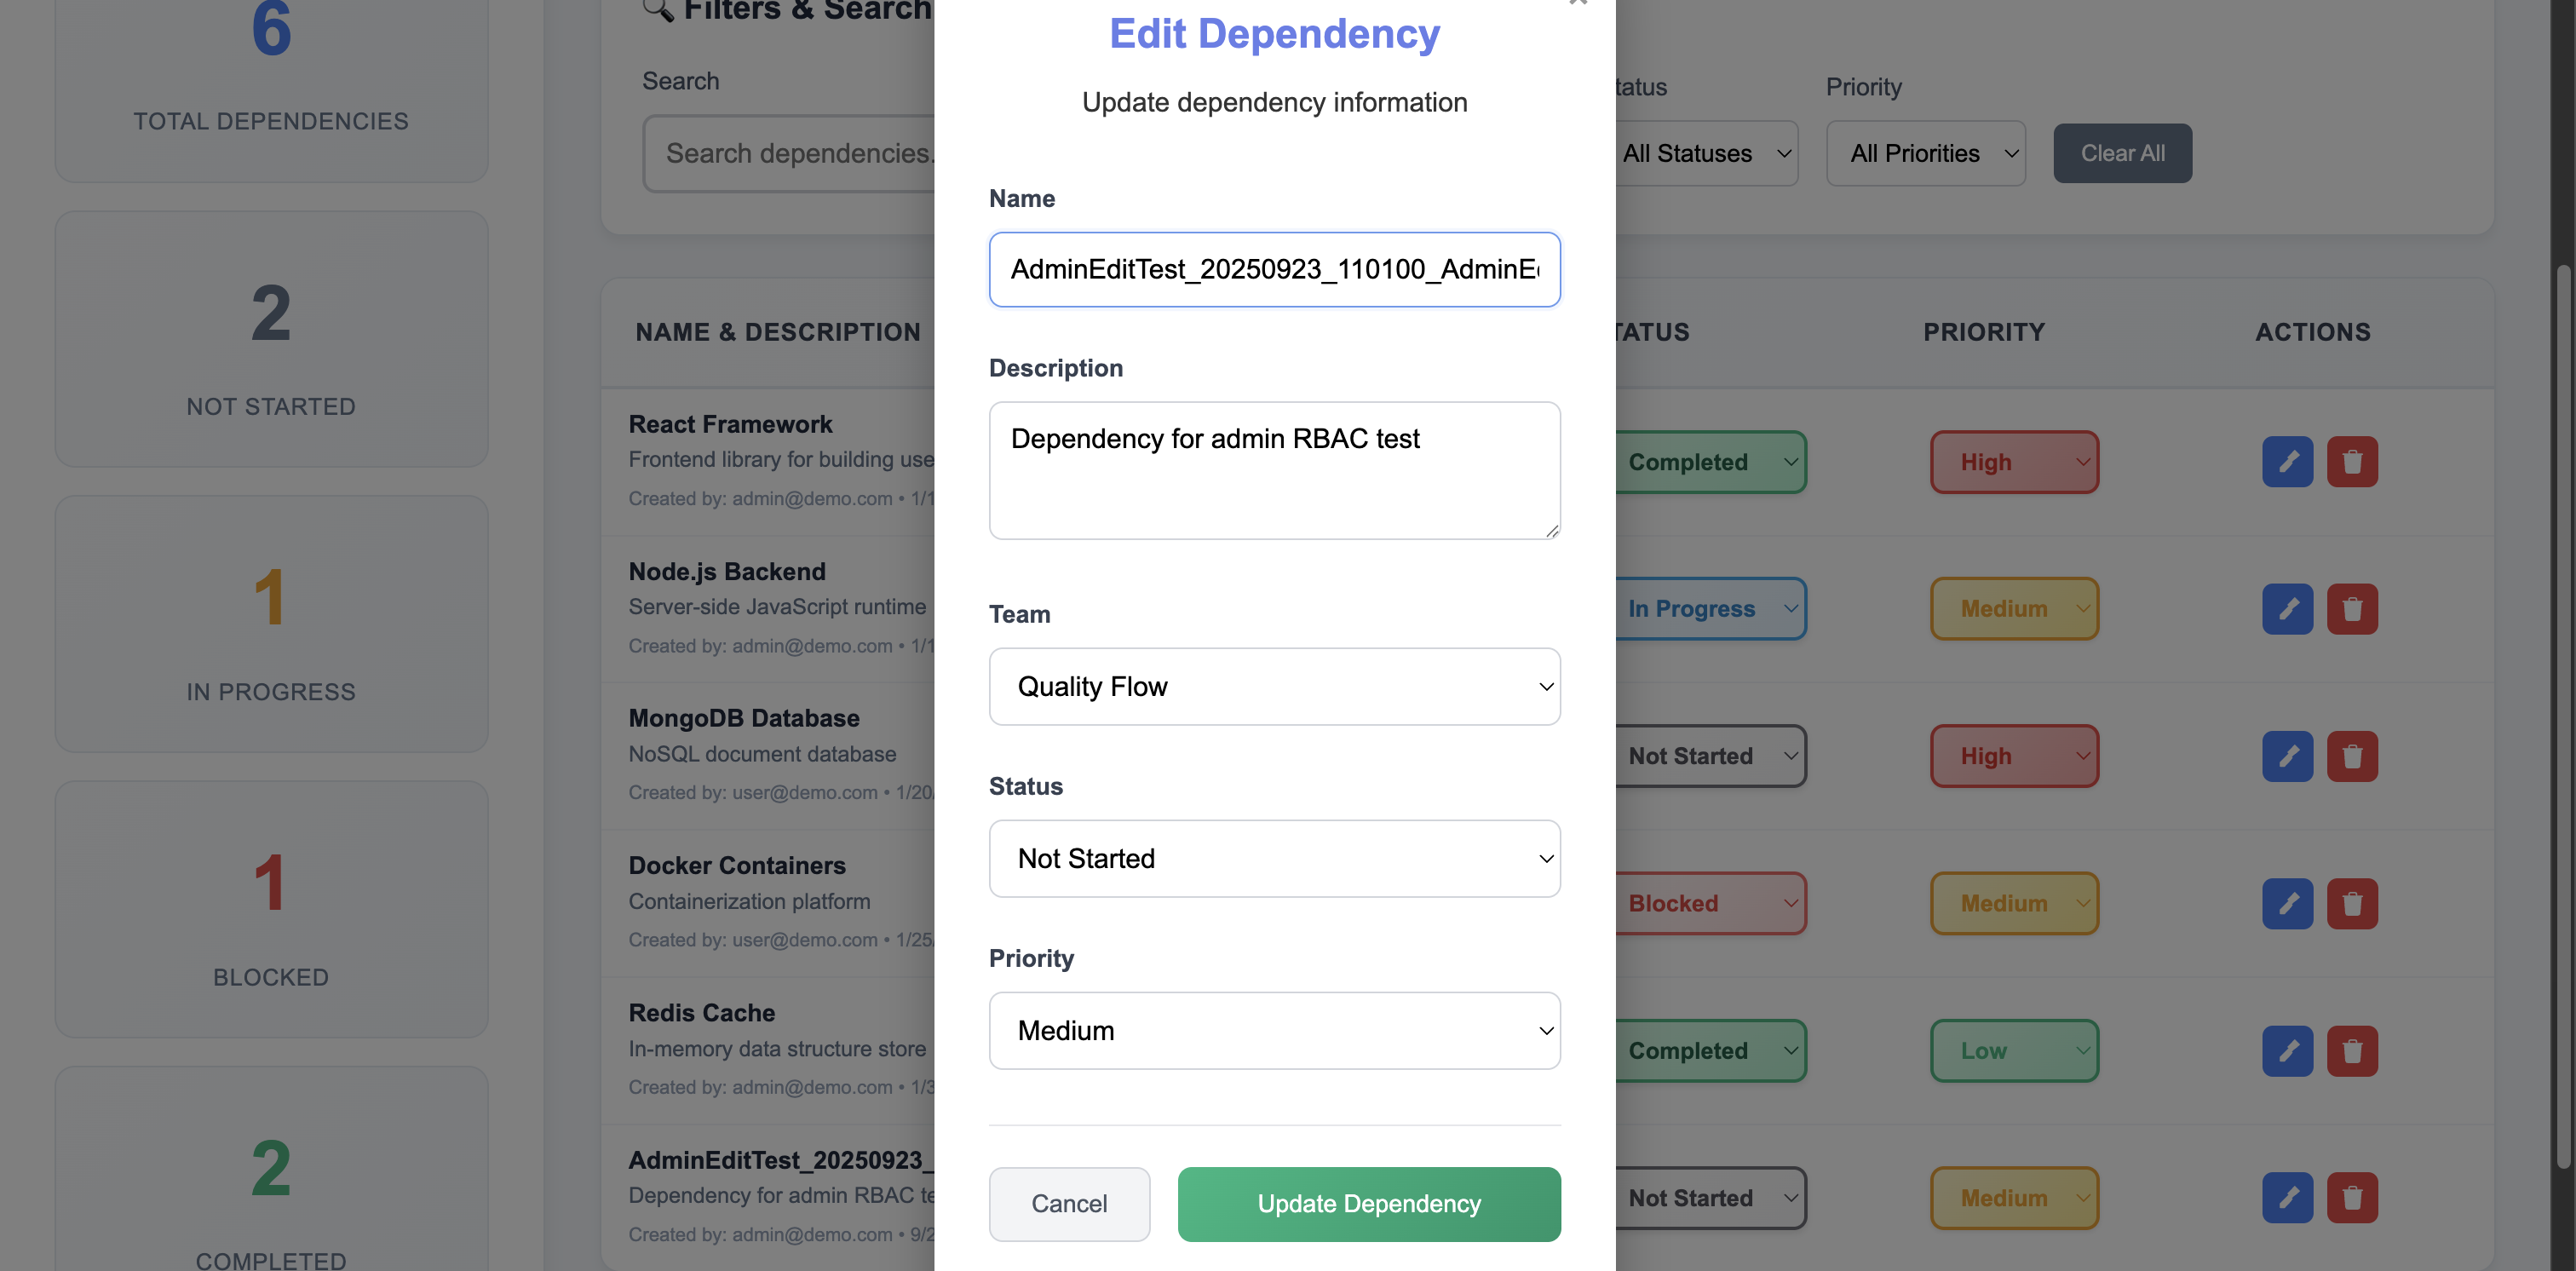 6
TOTAL DEPENDENCIES
2
NOT STARTED
1
IN PROGRESS
1
BLOCKED
2
COMPLETED
Filters & Search
Search
Search dependencies.
Status
All Statuses
Priority
All Priorities
Clear All
NAME & DESCRIPTION
STATUS
PRIORITY
ACTIONS
React Framework
Frontend library for building use
Created by: admin@demo.com • 1/1
Completed
High
Node.js Backend
Server-side JavaScript runtime
Created by: admin@demo.com • 1/1
In Progress
Medium
MongoDB Database
NoSQL document database
Created by: user@demo.com • 1/20/
Not Started
High
Docker Containers
Containerization platform
Created by: user@demo.com • 1/25/
Blocked
Medium
Redis Cache
In-memory data structure store
Created by: admin@demo.com • 1/3
Completed
Low
AdminEditTest_20250923_
Dependency for admin RBAC te
Created by: admin@demo.com • 9/2
Not Started
Medium
Edit Dependency
Update dependency information
Name
AdminEditTest_20250923_110100_AdminE
Description
Dependency for admin RBAC test
Team
Quality Flow
Status
Not Started
Priority
Medium
Cancel
Update Dependency